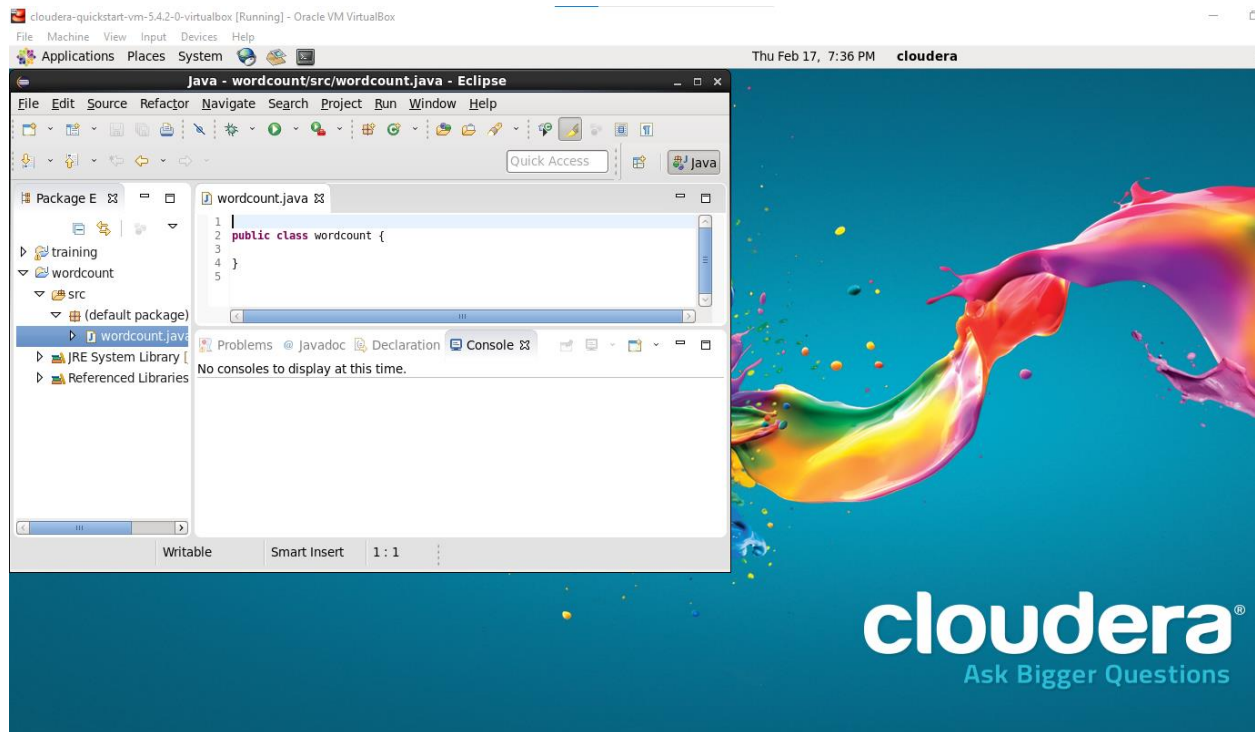 cloudera-quickstart-vm-5.4.2-0-virtualbox [Running] - Oracle VM VirtualBox
File Machine View Input Devices Help
Applications Places System Thu Feb 17, 7:36 PM cloudera
Java - wordcount/src/wordcount.java - Eclipse
File Edit Source Refactor Navigate Search Project Run Window Help
Quick Access Java
Package E wordcount.java
training
wordcount
src
(default package)
wordcount.java
JRE System Library [
Referenced Libraries
1
2 public class wordcount {
3
4 }
5
Problems @ Javadoc Declaration Console
No consoles to display at this time.
Writable Smart Insert 1 : 1
cloudera®
Ask Bigger Questions